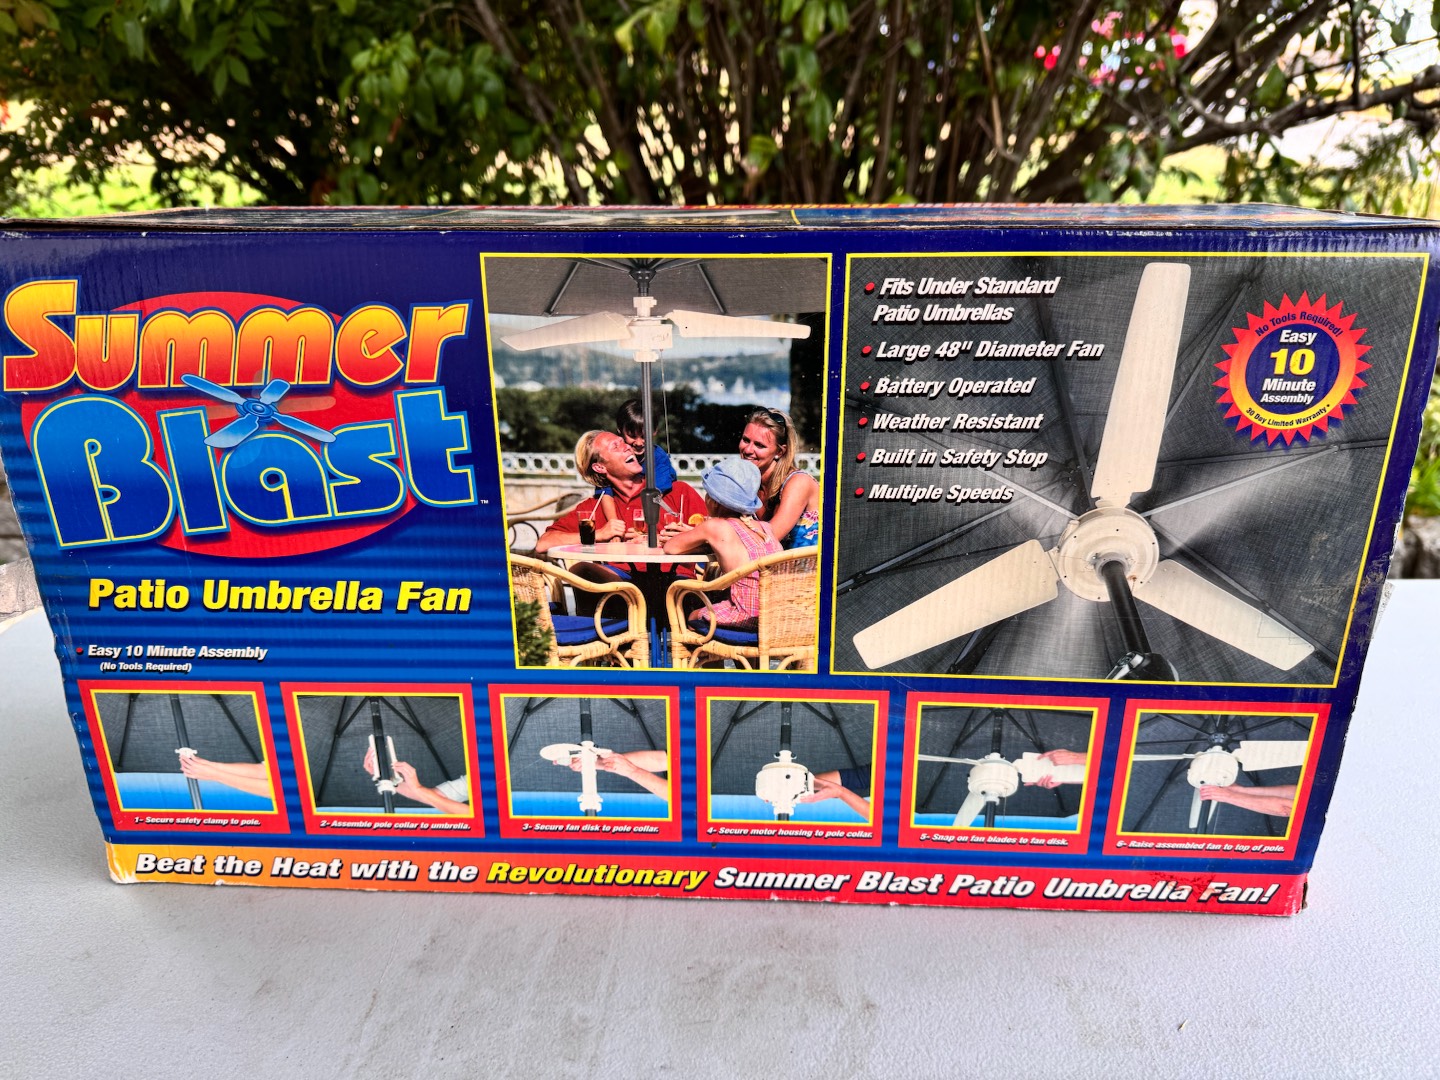 Summer
Blast™
Patio Umbrella Fan
• Easy 10 Minute Assembly
(No Tools Required)
• Fits Under Standard
Patio Umbrellas
• Large 48" Diameter Fan
• Battery Operated
• Weather Resistant
• Built in Safety Stop
• Multiple Speeds
No Tools Required!
Easy
10
Minute
Assembly
30 Day Limited Warranty
1- Secure safety clamp to pole.
2- Assemble pole collar to umbrella.
3- Secure fan disk to pole collar.
4- Secure motor housing to pole collar.
5- Snap on fan blades to fan disk.
6- Raise assembled fan to top of pole.
Beat the Heat with the Revolutionary Summer Blast Patio Umbrella Fan!